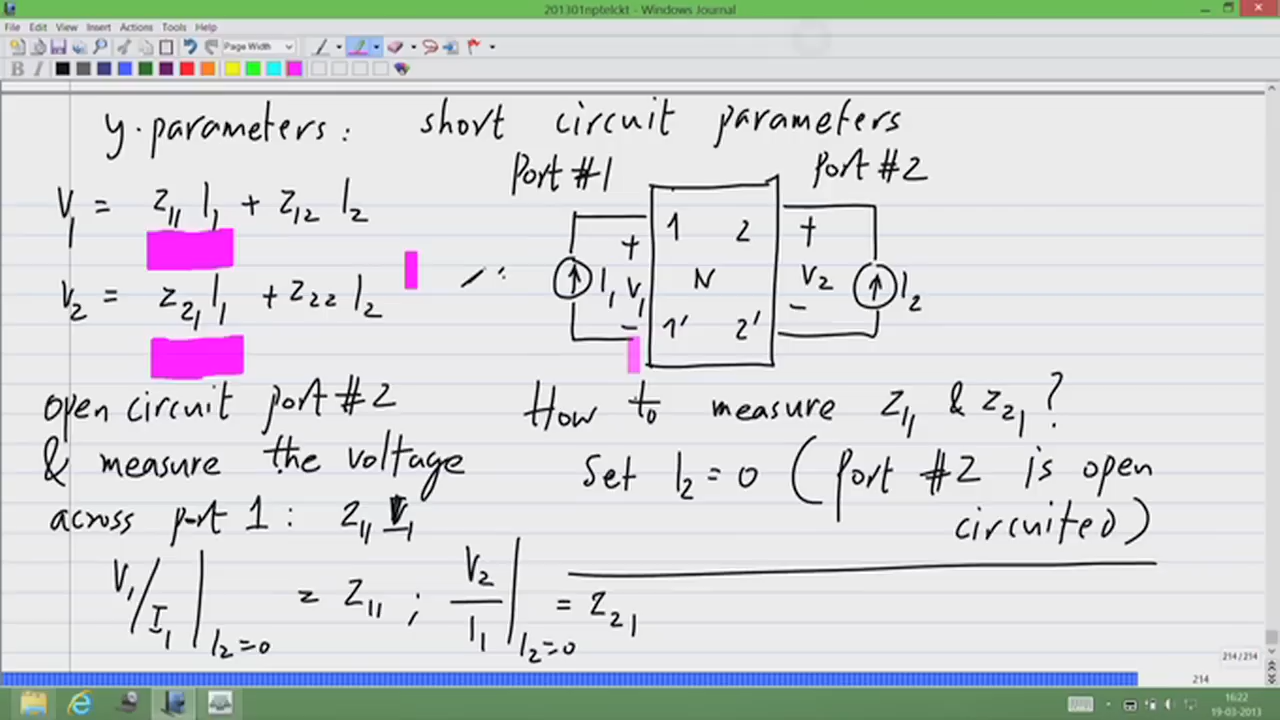 201301nptelckt - Windows Journal
File Edit View Insert Actions Tools Help
Page Width
B I
y.parameters: short circuit parameters
Port #1 Port #2
V1 = Z11 I1 + Z12 I2
V2 = Z21 I1 + Z22 I2
1 2
+ +
I1 V1 N V2 I2
- -
1' 2'
open circuit port #2
& measure the voltage
across port 1 : Z11 I1
How to measure Z11 & Z21 ?
Set I2 = 0 (Port #2 is open
circuited)
V1/I1 |I2=0 = Z11 ; V2/I1 |I2=0 = Z21
214 / 214
214
16:22
19-03-2013